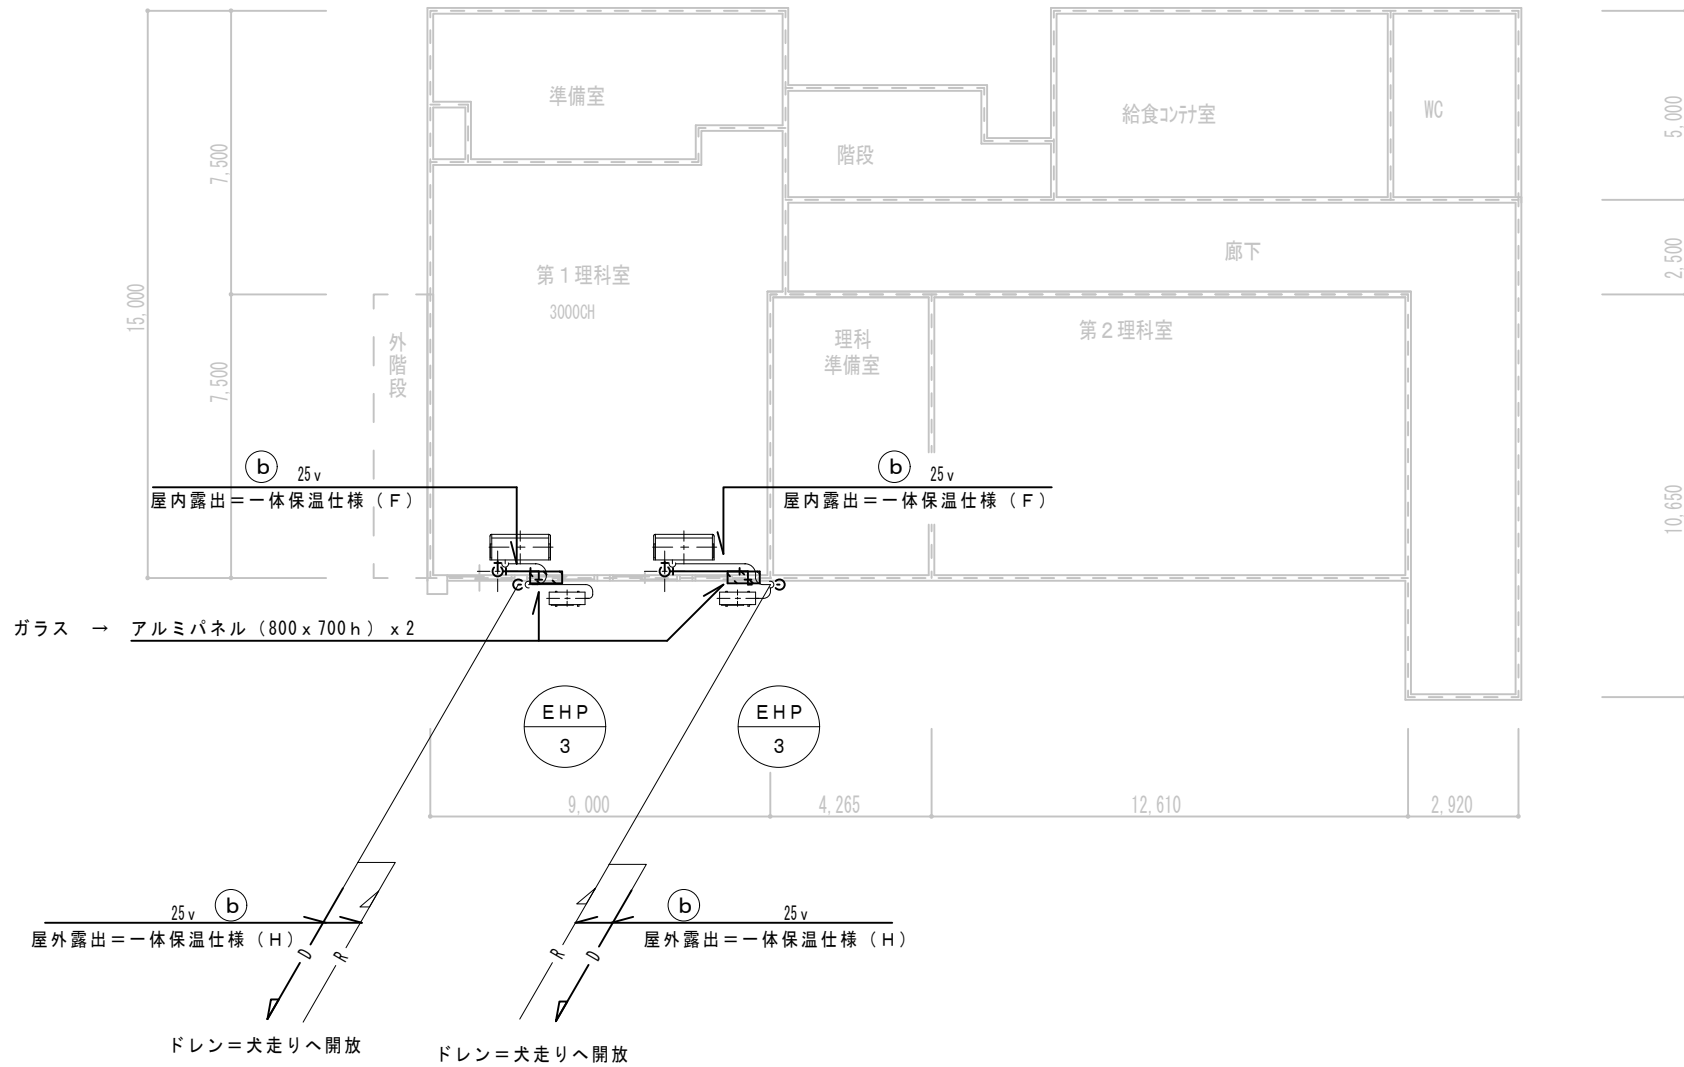 準備室
給食コンテナ室
WC
階段
5,000
7,500
廊下
2,500
第1理科室
3000CH
15,000
外階段
理科
準備室
第2理科室
7,500
10,650
b 25v
屋内露出=一体保温仕様(F)
b 25v
屋内露出=一体保温仕様(F)
ガラス → アルミパネル(800x700h) x2
EHP
3
EHP
3
9,000
4,265
12,610
2,920
25v b
屋外露出=一体保温仕様(H)
b 25v
屋外露出=一体保温仕様(H)
D
R
R
D
ドレン=犬走りへ開放
ドレン=犬走りへ開放